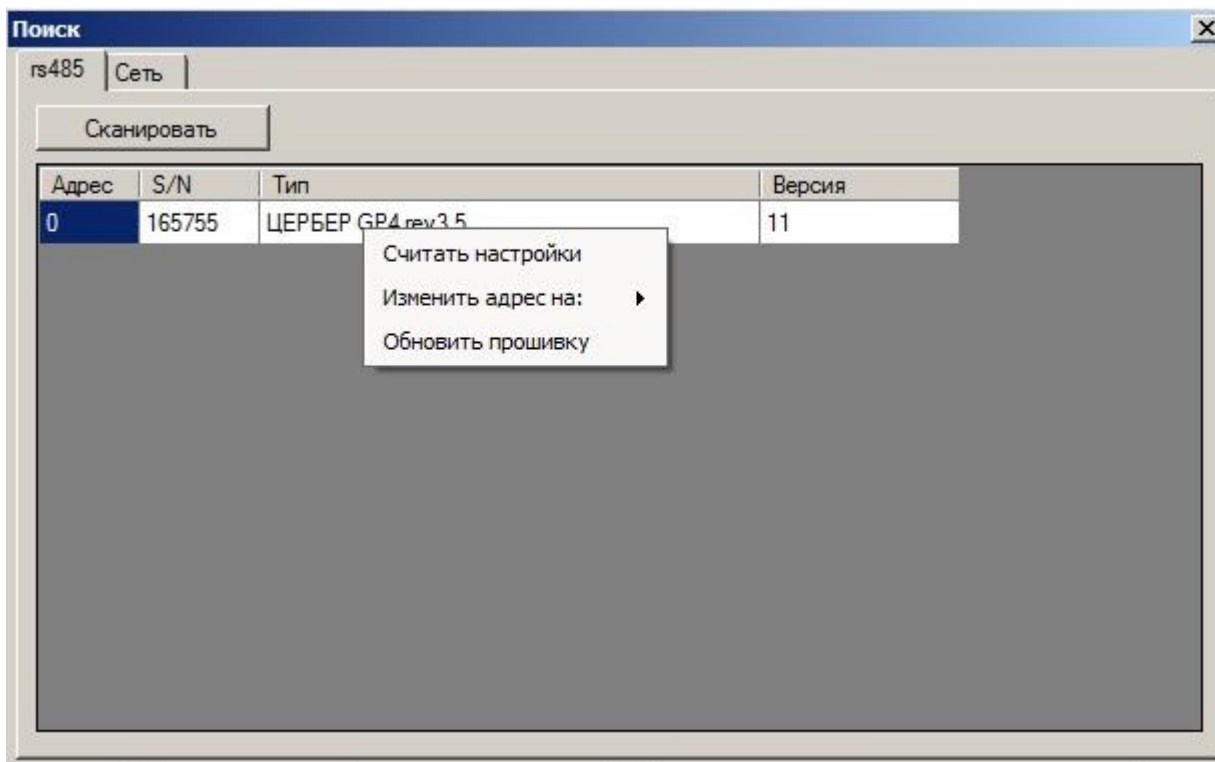 Поиск
rs485 Сеть
Сканировать
Адрес S/N Тип Версия
0 165755 ЦЕРБЕР GP4 rev3.5 11
Считать настройки
Изменить адрес на:
Обновить прошивку